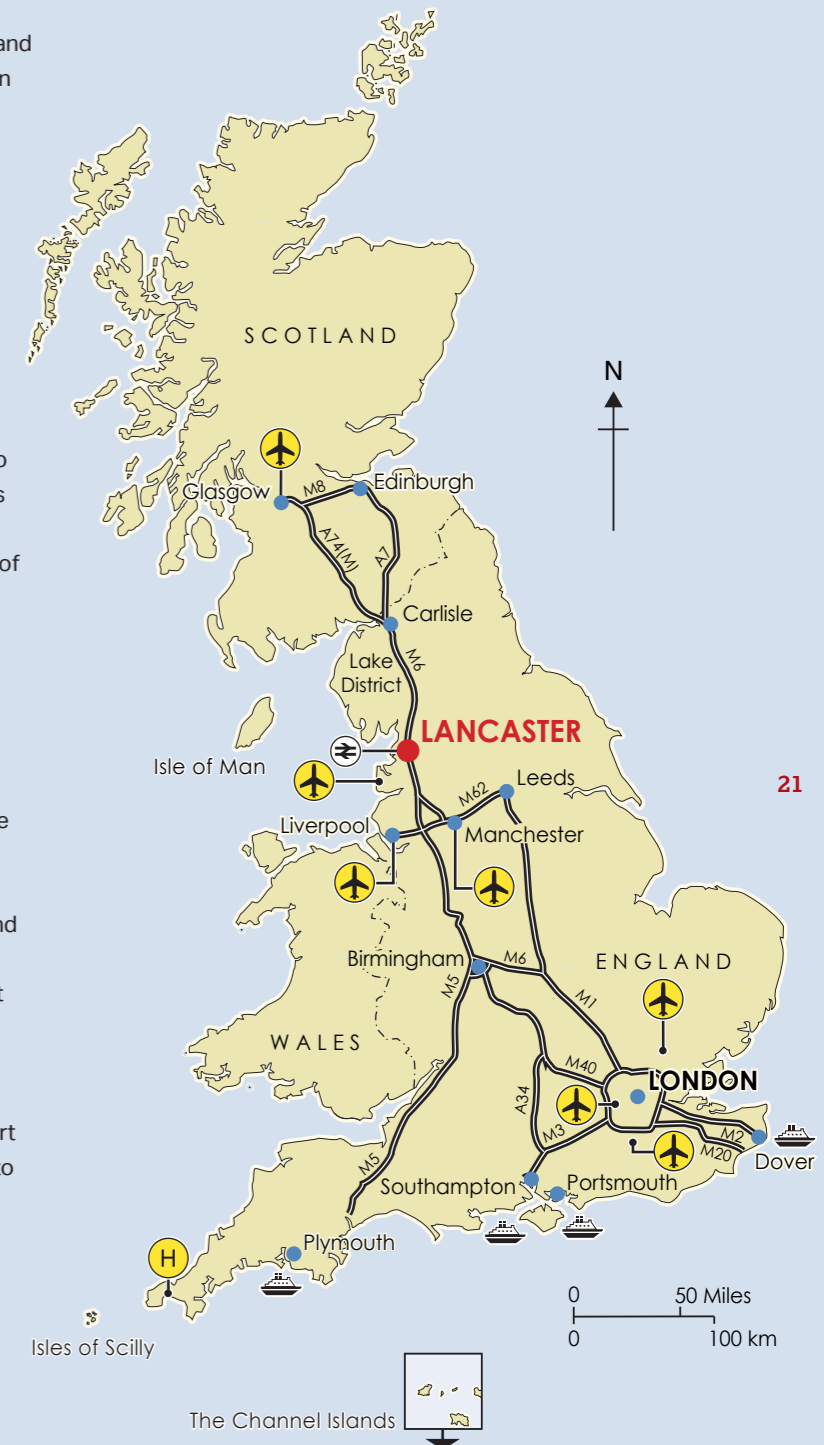 and
n
SCOTLAND
N
o
s
Glasgow
M8
Edinburgh
of
A74(M)
A7
Carlisle
M6
Lake
District
LANCASTER
Isle of Man
21
Leeds
M62
Liverpool
Manchester
e
nd
Birmingham
M6
ENGLAND
t
M5
M1
WALES
M40
LONDON
A34
rt
to
M3
M2
M20
Dover
M5
Southampton
Portsmouth
H
Plymouth
0 50 Miles
0 100 km
Isles of Scilly
The Channel Islands